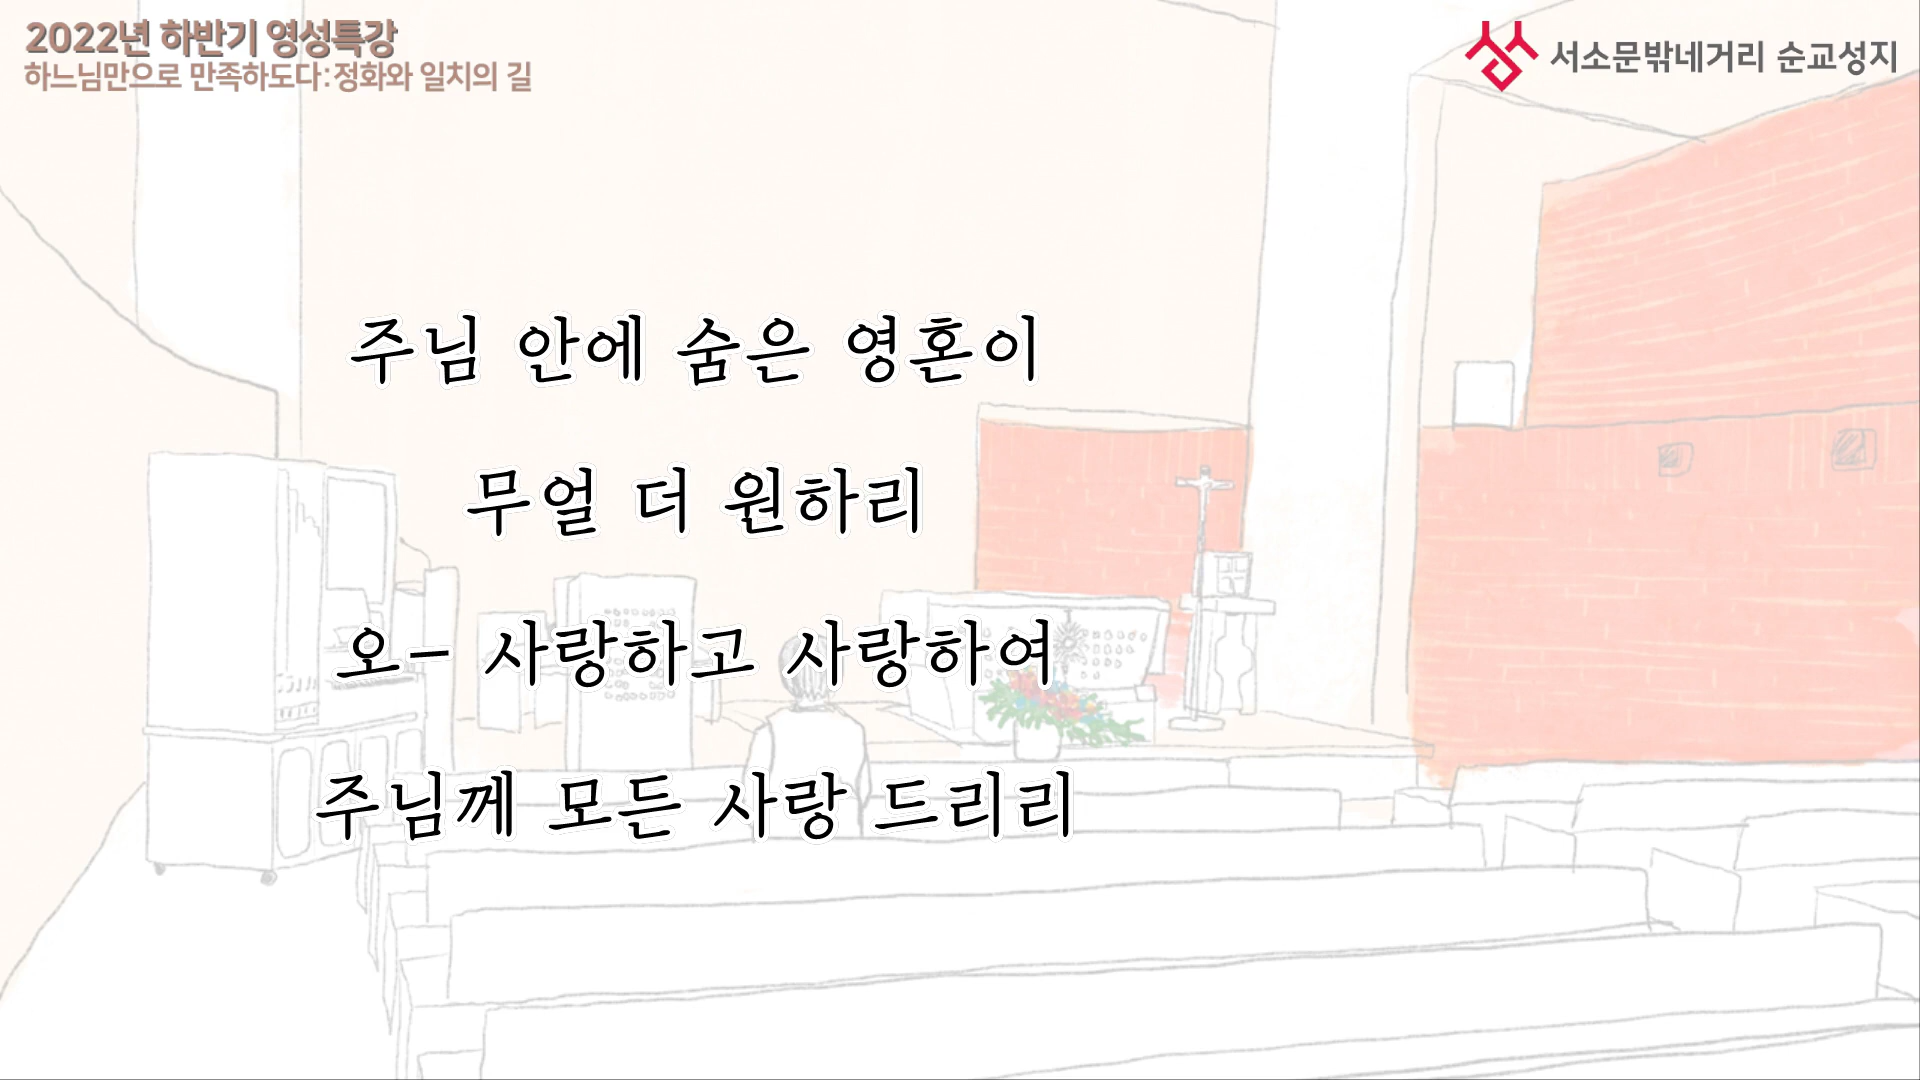 2022년 하반기 영성특강
하느님만으로 만족하도다:정화와 일치의 길
서소문밖네거리 순교성지
주님 안에 숨은 영혼이
무얼 더 원하리
오- 사랑하고 사랑하여
주님께 모든 사랑 드리리